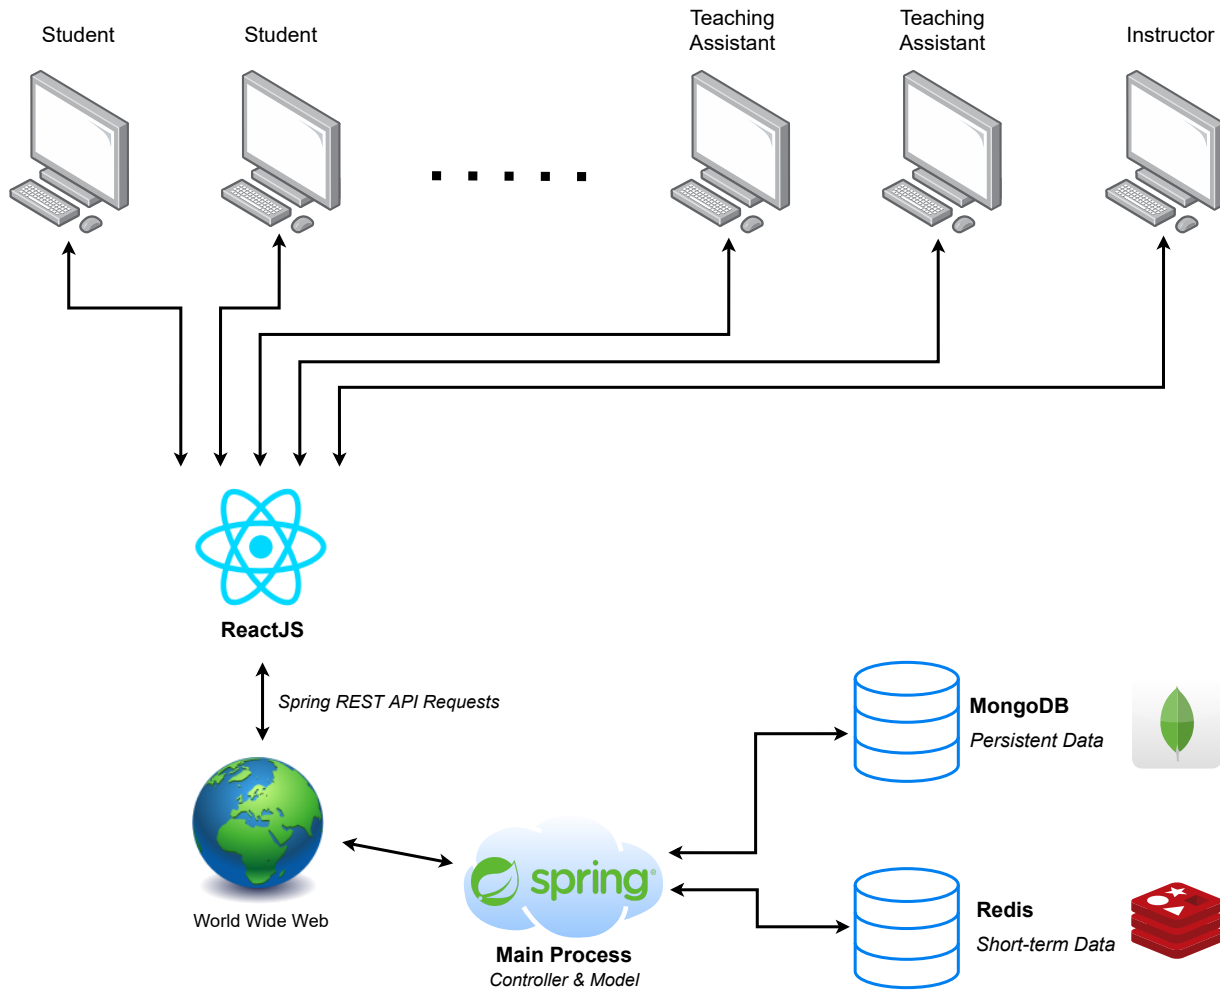 Student
Student
Teaching
Assistant
Teaching
Assistant
Instructor
ReactJS
Spring REST API Requests
World Wide Web
spring
Main Process
Controller & Model
MongoDB
Persistent Data
Redis
Short-term Data